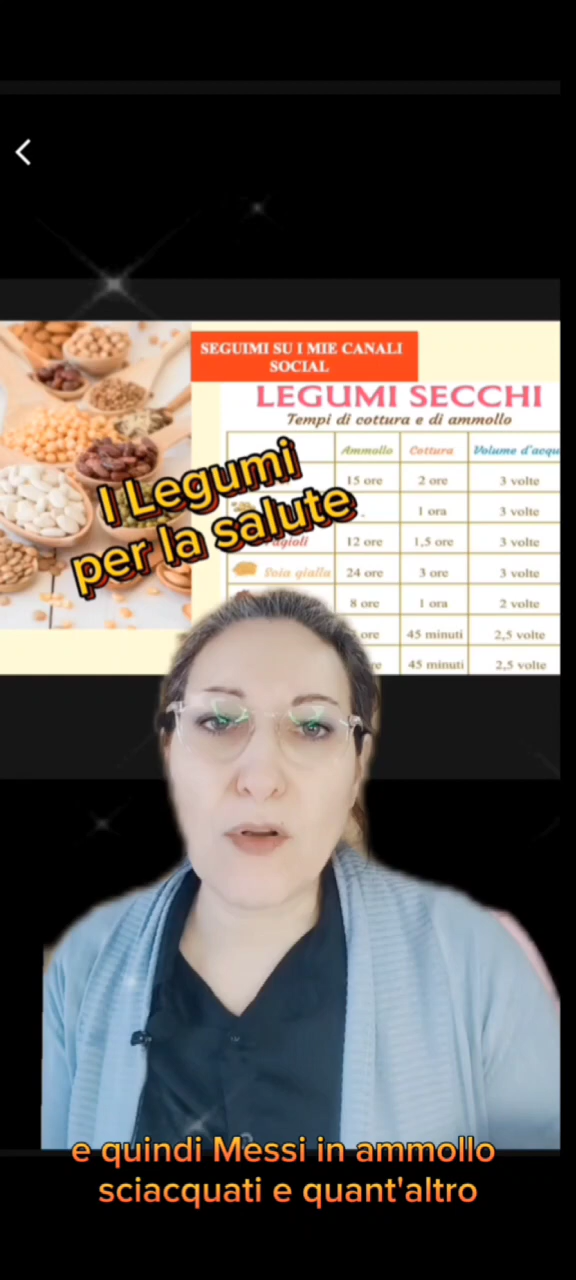 SEGUIMI SU I MIE CANALI
SOCIAL
LEGUMI SECCHI
Tempi di cottura e di ammollo
Ammollo Cottura Volume d'acqu
15 ore 2 ore 3 volte
1 ora 3 volte
12 ore 1,5 ore 3 volte
Soia gialla 24 ore 3 ore 3 volte
8 ore 1 ora 2 volte
ore 45 minuti 2,5 volte
45 minuti 2,5 volte
I Legumi
per la salute
e quindi Messi in ammollo
sciacquati e quant'altro